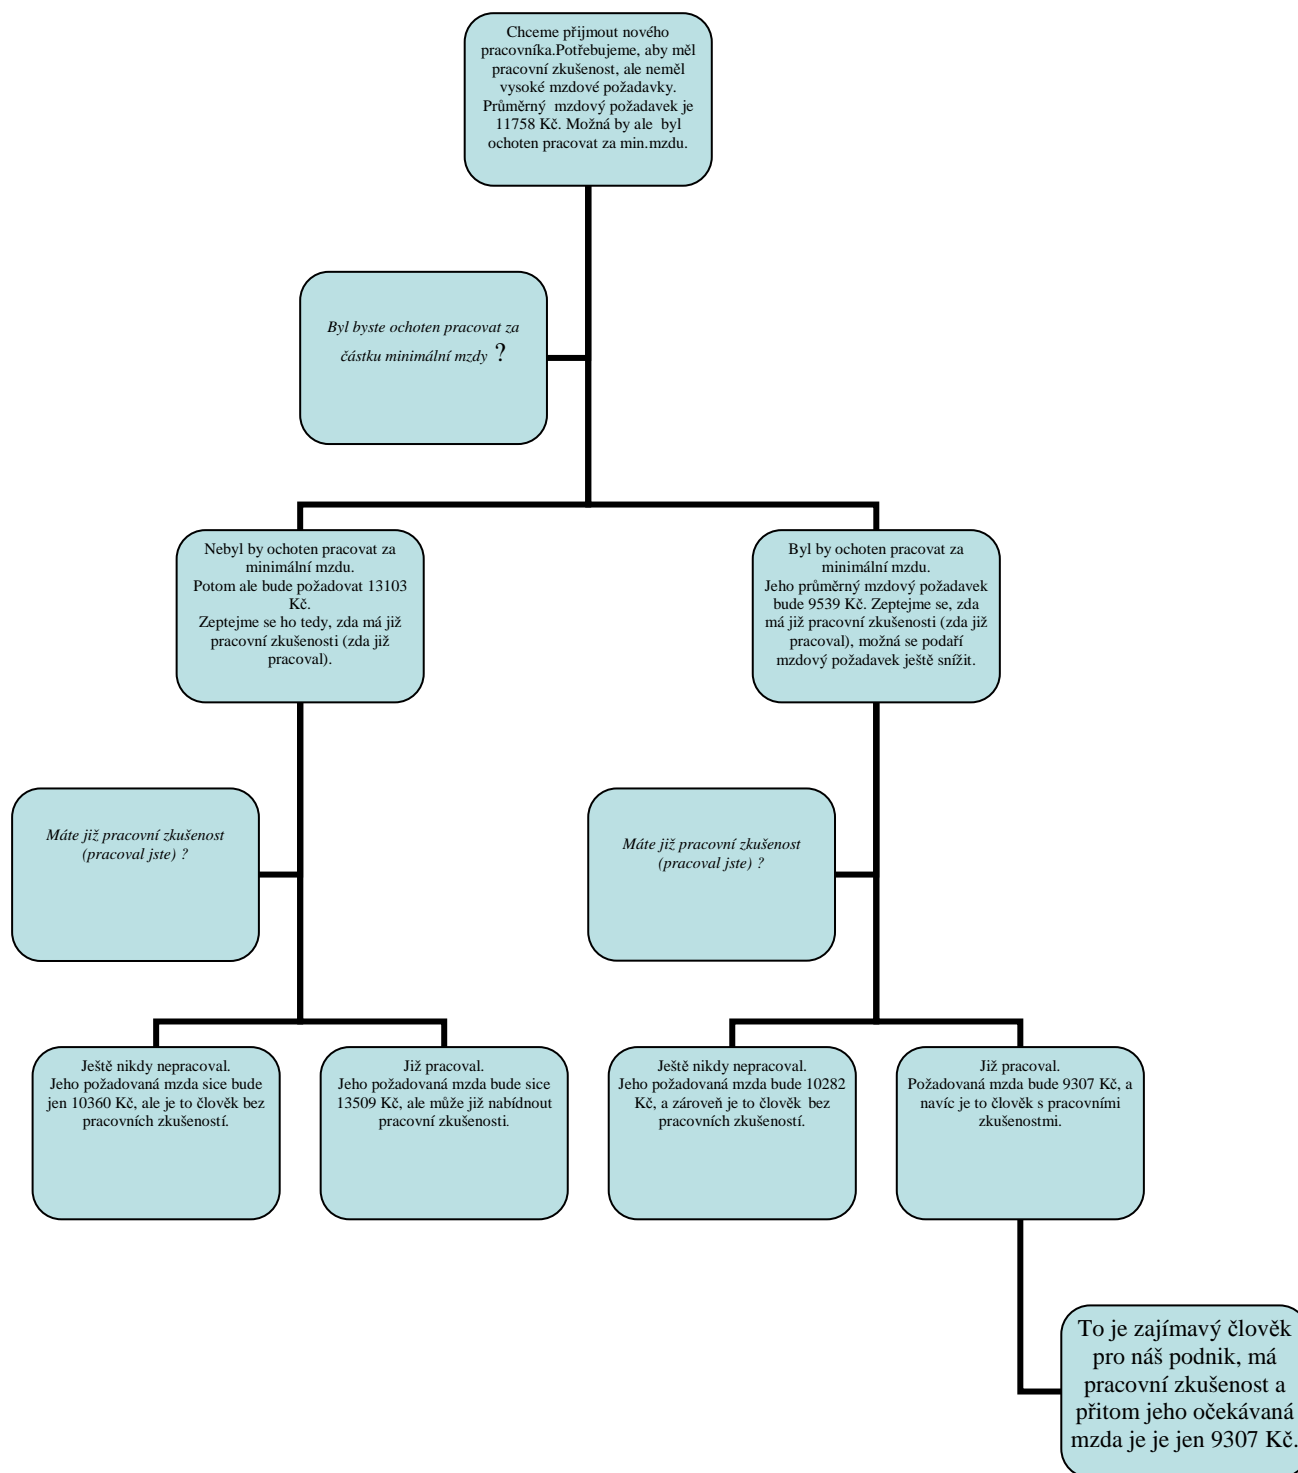 Chceme přijmout nového
pracovníka.Potřebujeme, aby měl
pracovní zkušenost, ale neměl
vysoké mzdové požadavky.
Průměrný mzdový požadavek je
11758 Kč. Možná by ale byl
ochoten pracovat za min.mzdu.
Byl byste ochoten pracovat za
částku minimální mzdy ?
Nebyl by ochoten pracovat za
minimální mzdu.
Potom ale bude požadovat 13103
Kč.
Zeptejme se ho tedy, zda má již
pracovní zkušenosti (zda již
pracoval).
Byl by ochoten pracovat za
minimální mzdu.
Jeho průměrný mzdový požadavek
bude 9539 Kč. Zeptejme se, zda
má již pracovní zkušenosti (zda již
pracoval), možná se podaří
mzdový požadavek ještě snížit.
Máte již pracovní zkušenost
(pracoval jste) ?
Máte již pracovní zkušenost
(pracoval jste) ?
Ještě nikdy nepracoval.
Jeho požadovaná mzda sice bude
jen 10360 Kč, ale je to člověk bez
pracovních zkušeností.
Již pracoval.
Jeho požadovaná mzda bude sice
13509 Kč, ale může již nabídnout
pracovní zkušenosti.
Ještě nikdy nepracoval.
Jeho požadovaná mzda bude 10282
Kč, a zároveň je to člověk bez
pracovních zkušeností.
Již pracoval.
Požadovaná mzda bude 9307 Kč, a
navíc je to člověk s pracovními
zkušenostmi.
To je zajímavý člověk
pro náš podnik, má
pracovní zkušenost a
přitom jeho očekávaná
mzda je je jen 9307 Kč.